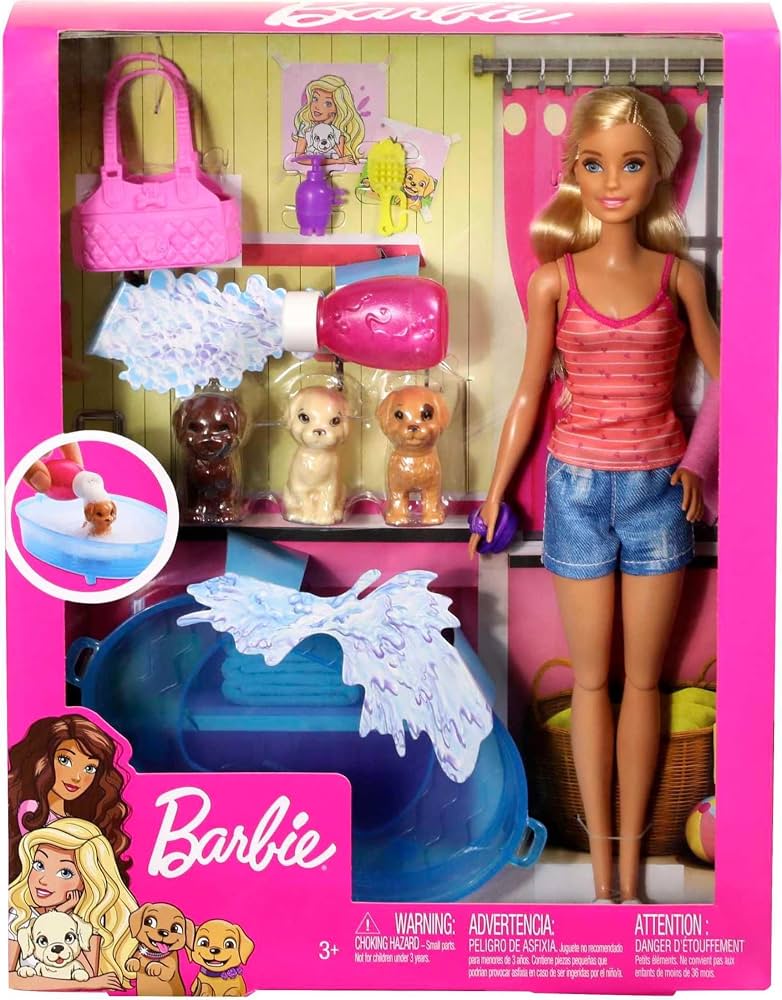 Barbie
Barbie
3+
WARNING:
CHOKING HAZARD – Small parts.
Not for children under 3 years.
ADVERTENCIA:
PELIGRO DE ASFIXIA. Juguete no recomendado
para menores de 3 años. Contiene piezas pequeñas que
podrían provocar asfixia en caso de ser ingeridas por el niño/a.
ATTENTION :
DANGER D'ÉTOUFFEMENT
Petits éléments. Ne convient pas aux
enfants de moins de 36 mois.